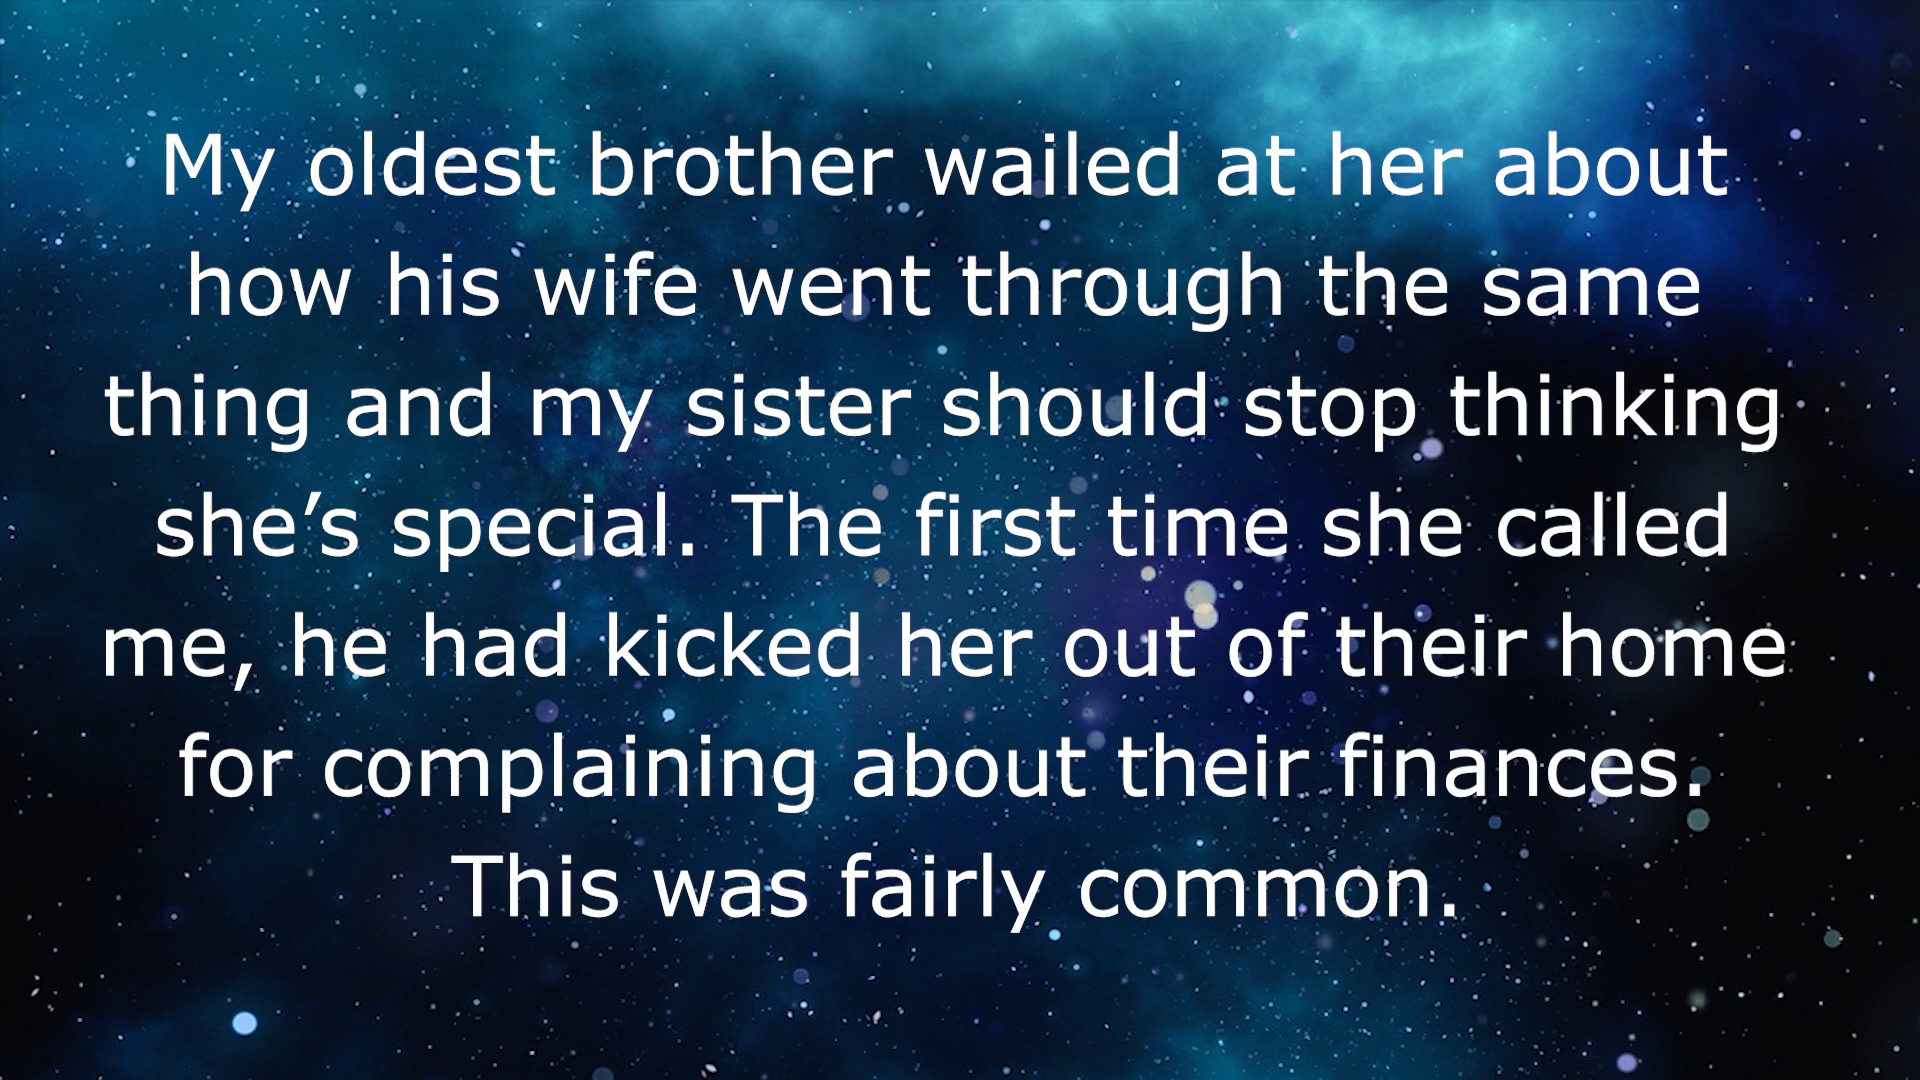 My oldest brother wailed at her about
how his wife went through the same
thing and my sister should stop thinking
she’s special. The first time she called
me, he had kicked her out of their home
for complaining about their finances.
This was fairly common.